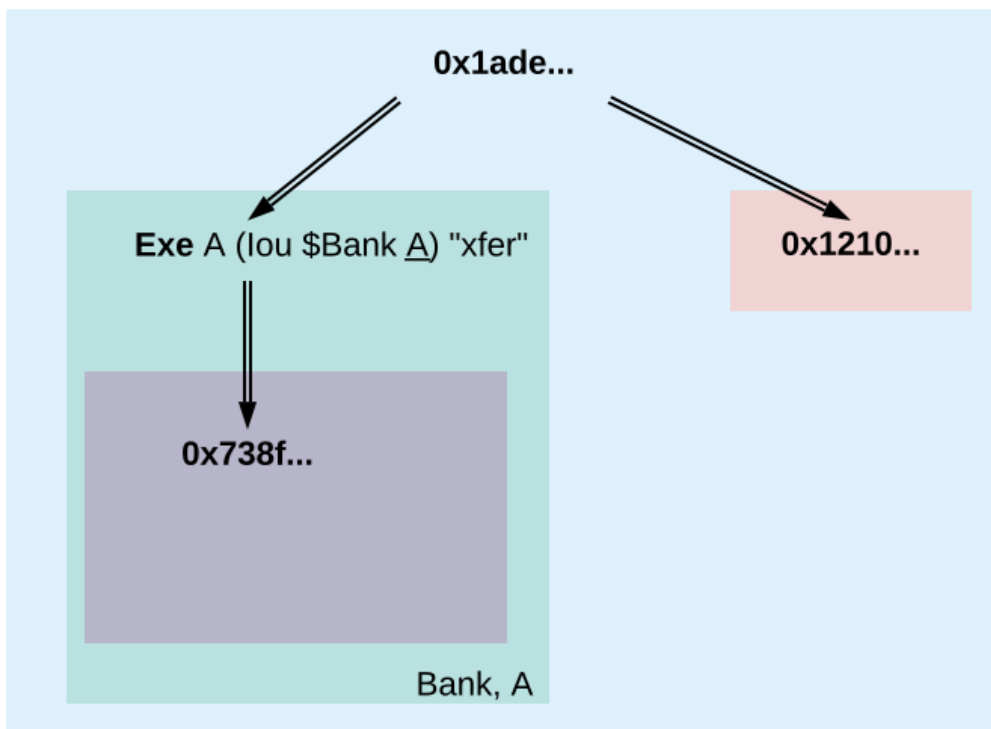 0x1ade...
Exe A (Iou $Bank A) "xfer"
0x1210...
0x738f...
Bank, A